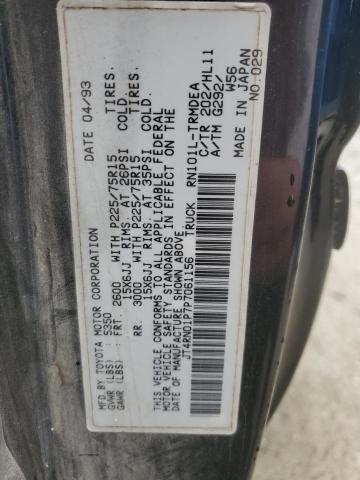 MFD BY TOYOTA MOTOR CORPORATION DATE 04/93
GVWR (LBS) 5350
GAWR (LBS) FRT. 2600 WITH P225/75R15 TIRES.
15X6JJ RIMS. AT 26PSI COLD.
RR. 3000 WITH P225/75R15 TIRES.
15X6JJ RIMS. AT 35PSI COLD.
THIS VEHICLE CONFORMS TO ALL APPLICABLE FEDERAL
MOTOR VEHICLE SAFETY STANDARDS IN EFFECT ON THE
DATE OF MANUFACTURE SHOWN ABOVE.
JT4RN01P7P7061156 TRUCK RN101L-TRMDEA
C/TR 202/HL11
A/TM G292/
W56
MADE IN JAPAN
NO.029